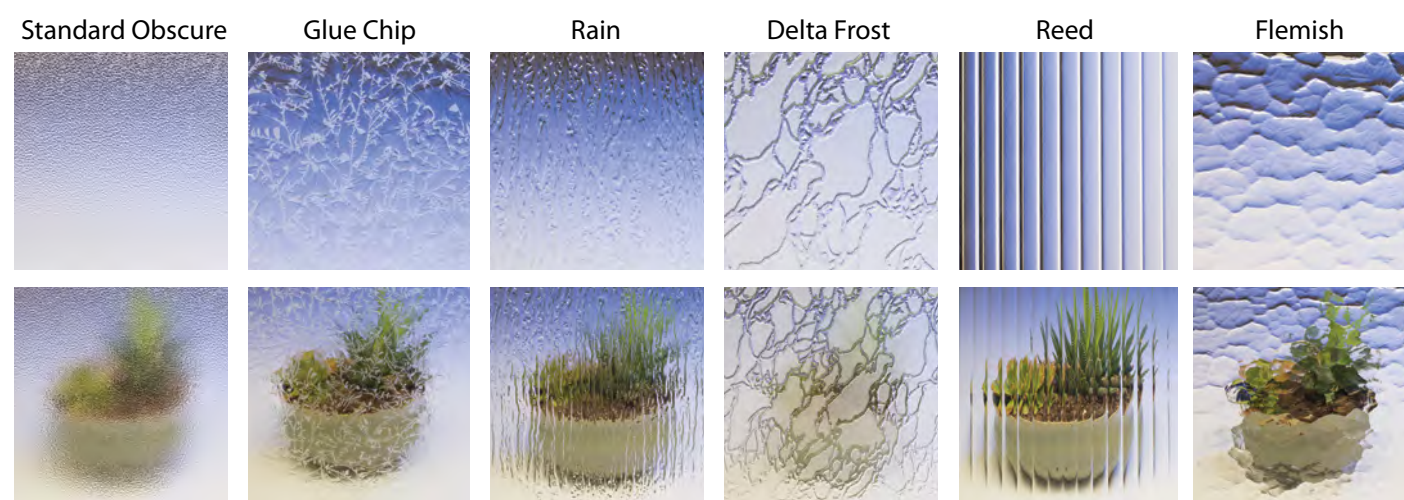 Standard Obscure
Glue Chip
Rain
Delta Frost
Reed
Flemish